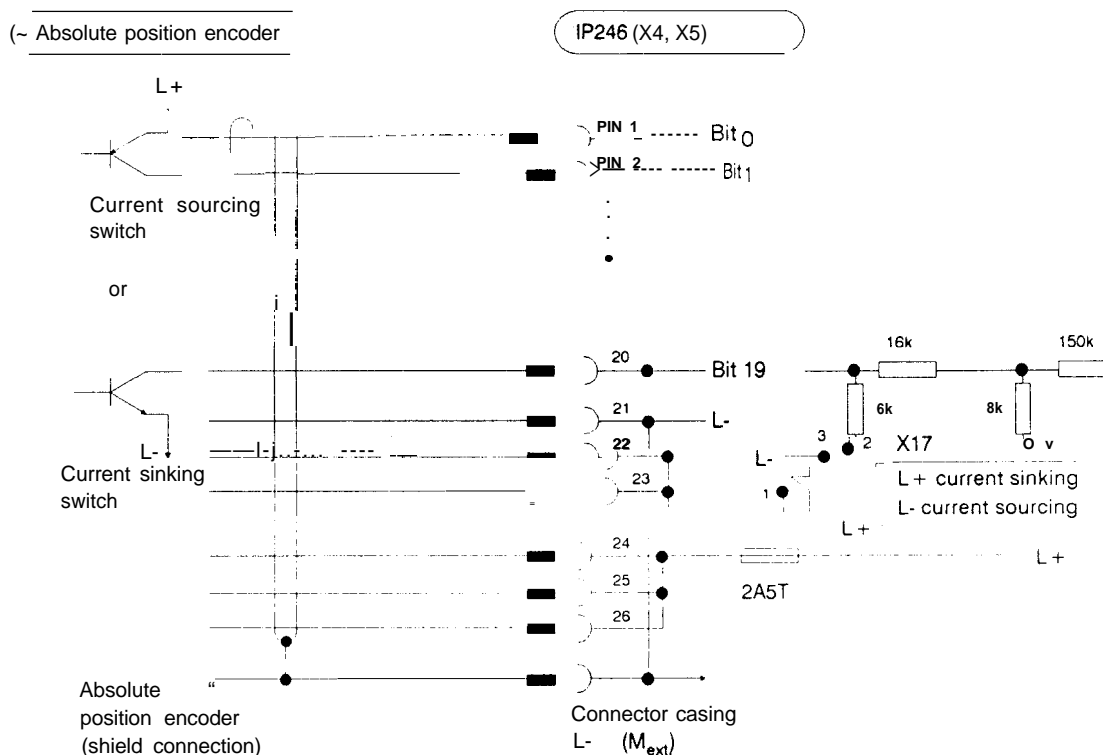 (~ Absolute position encoder
IP246 (X4, X5)
L+
PIN 1 Bit 0
PIN 2 Bit 1
Current sourcing
switch
or
20 Bit 19
16k
150k
6k
8k
21 L-
L-
22
3
2
X17
O V
L-
Current sinking
switch
23
1
L+ current sinking
L- current sourcing
L+
24
L+
25
2A5T
26
Absolute
position encoder
(shield connection)
Connector casing
L- (Mext)